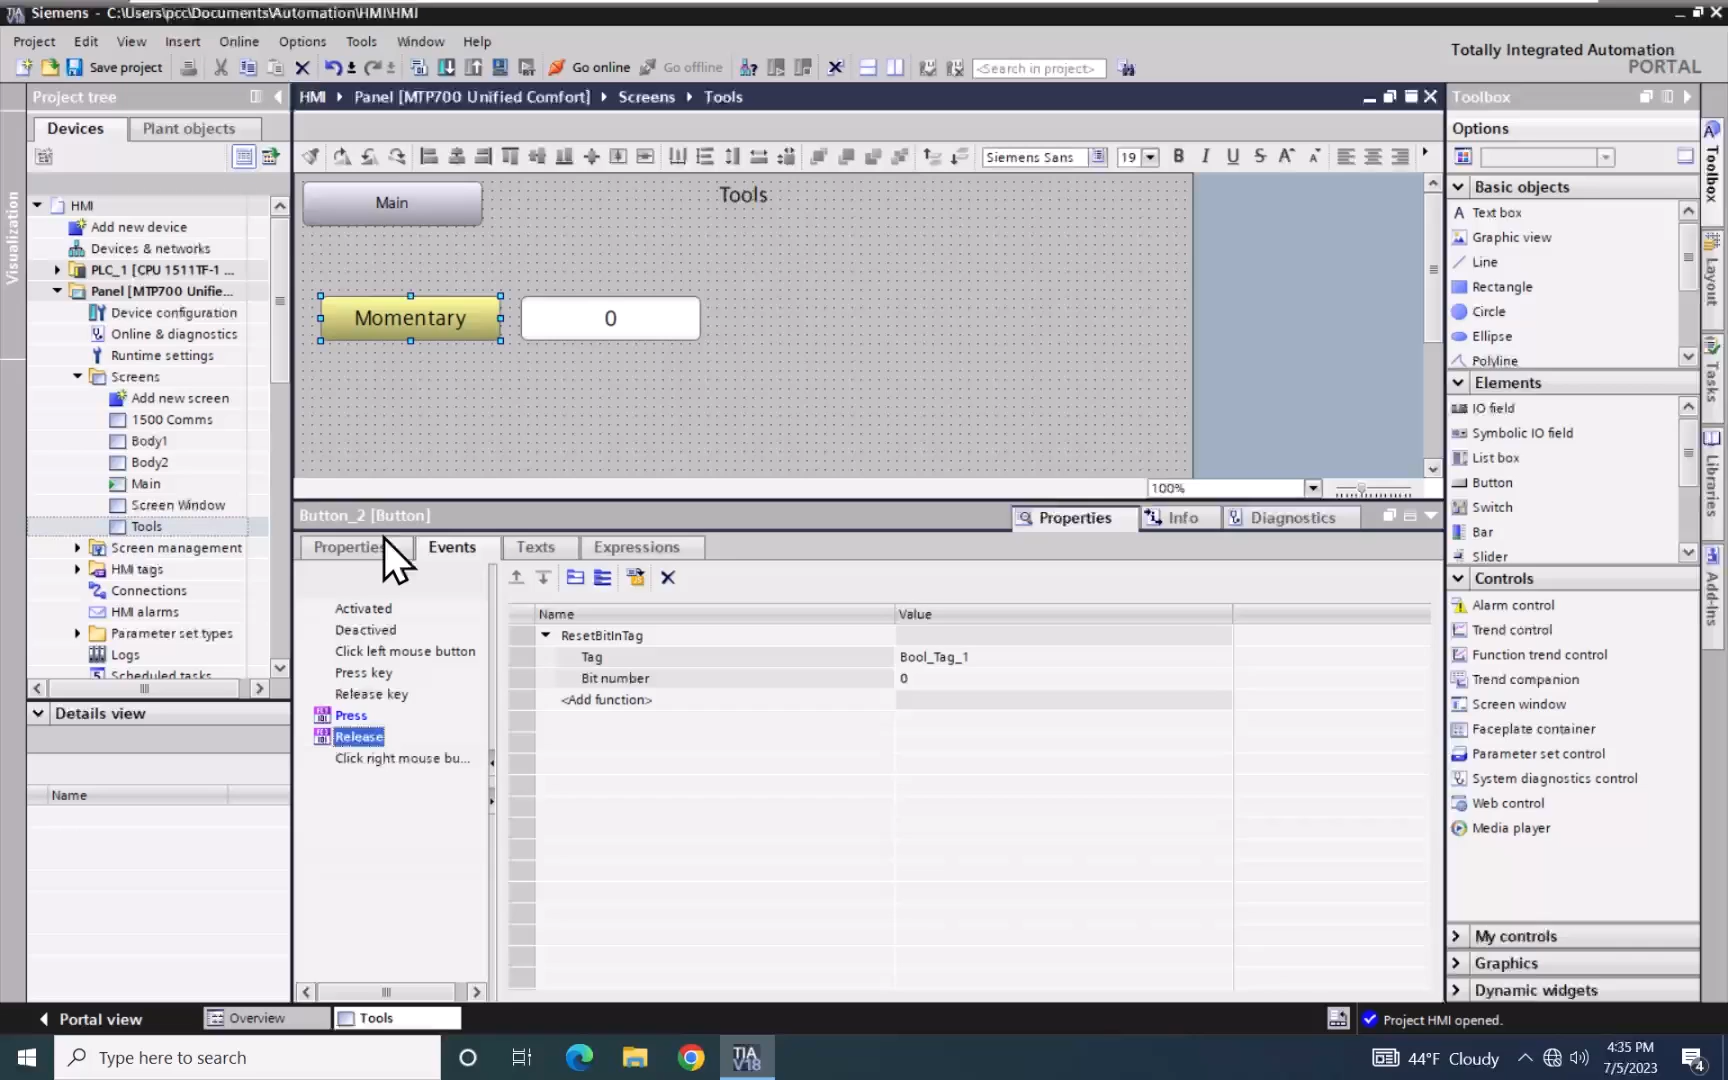 Siemens - C:\Users\pcc\Documents\Automation\HMI\HMI
Project Edit View Insert Online Options Tools Window Help
Totally Integrated Automation
PORTAL
Save project
Go online
Go offline
<Search in project>
Project tree
HMI
Panel [MTP700 Unified Comfort]
Screens
Tools
Toolbox
Devices
Plant objects
Options
Siemens Sans
19
B I U S A A
Visualization
HMI
Add new device
Devices & networks
PLC_1 [CPU 1511TF-1 ...
Panel [MTP700 Unifie...
Device configuration
Online & diagnostics
Runtime settings
Screens
Add new screen
1500 Comms
Body1
Body2
Main
Screen Window
Tools
Screen management
HMI tags
Connections
HMI alarms
Parameter set types
Logs
Scheduled tasks
Details view
Name
Main
Tools
Momentary
0
100%
Button_2 [Button]
Properties
Info
Diagnostics
Properties
Events
Texts
Expressions
Activated
Deactived
Click left mouse button
Press key
Release key
Press
Release
Click right mouse bu...
Name
Value
ResetBitInTag
Tag
Bool_Tag_1
Bit number
0
<Add function>
Basic objects
Text box
Graphic view
Line
Rectangle
Circle
Ellipse
Polyline
Elements
IO field
Symbolic IO field
List box
Button
Switch
Bar
Slider
Controls
Alarm control
Trend control
Function trend control
Trend companion
Screen window
Faceplate container
Parameter set control
System diagnostics control
Web control
Media player
My controls
Graphics
Dynamic widgets
Toolbox
Layout
Tasks
Libraries
Add-Ins
Portal view
Overview
Tools
Project HMI opened.
Type here to search
TIA
V18
44°F Cloudy
4:35 PM
7/5/2023
4